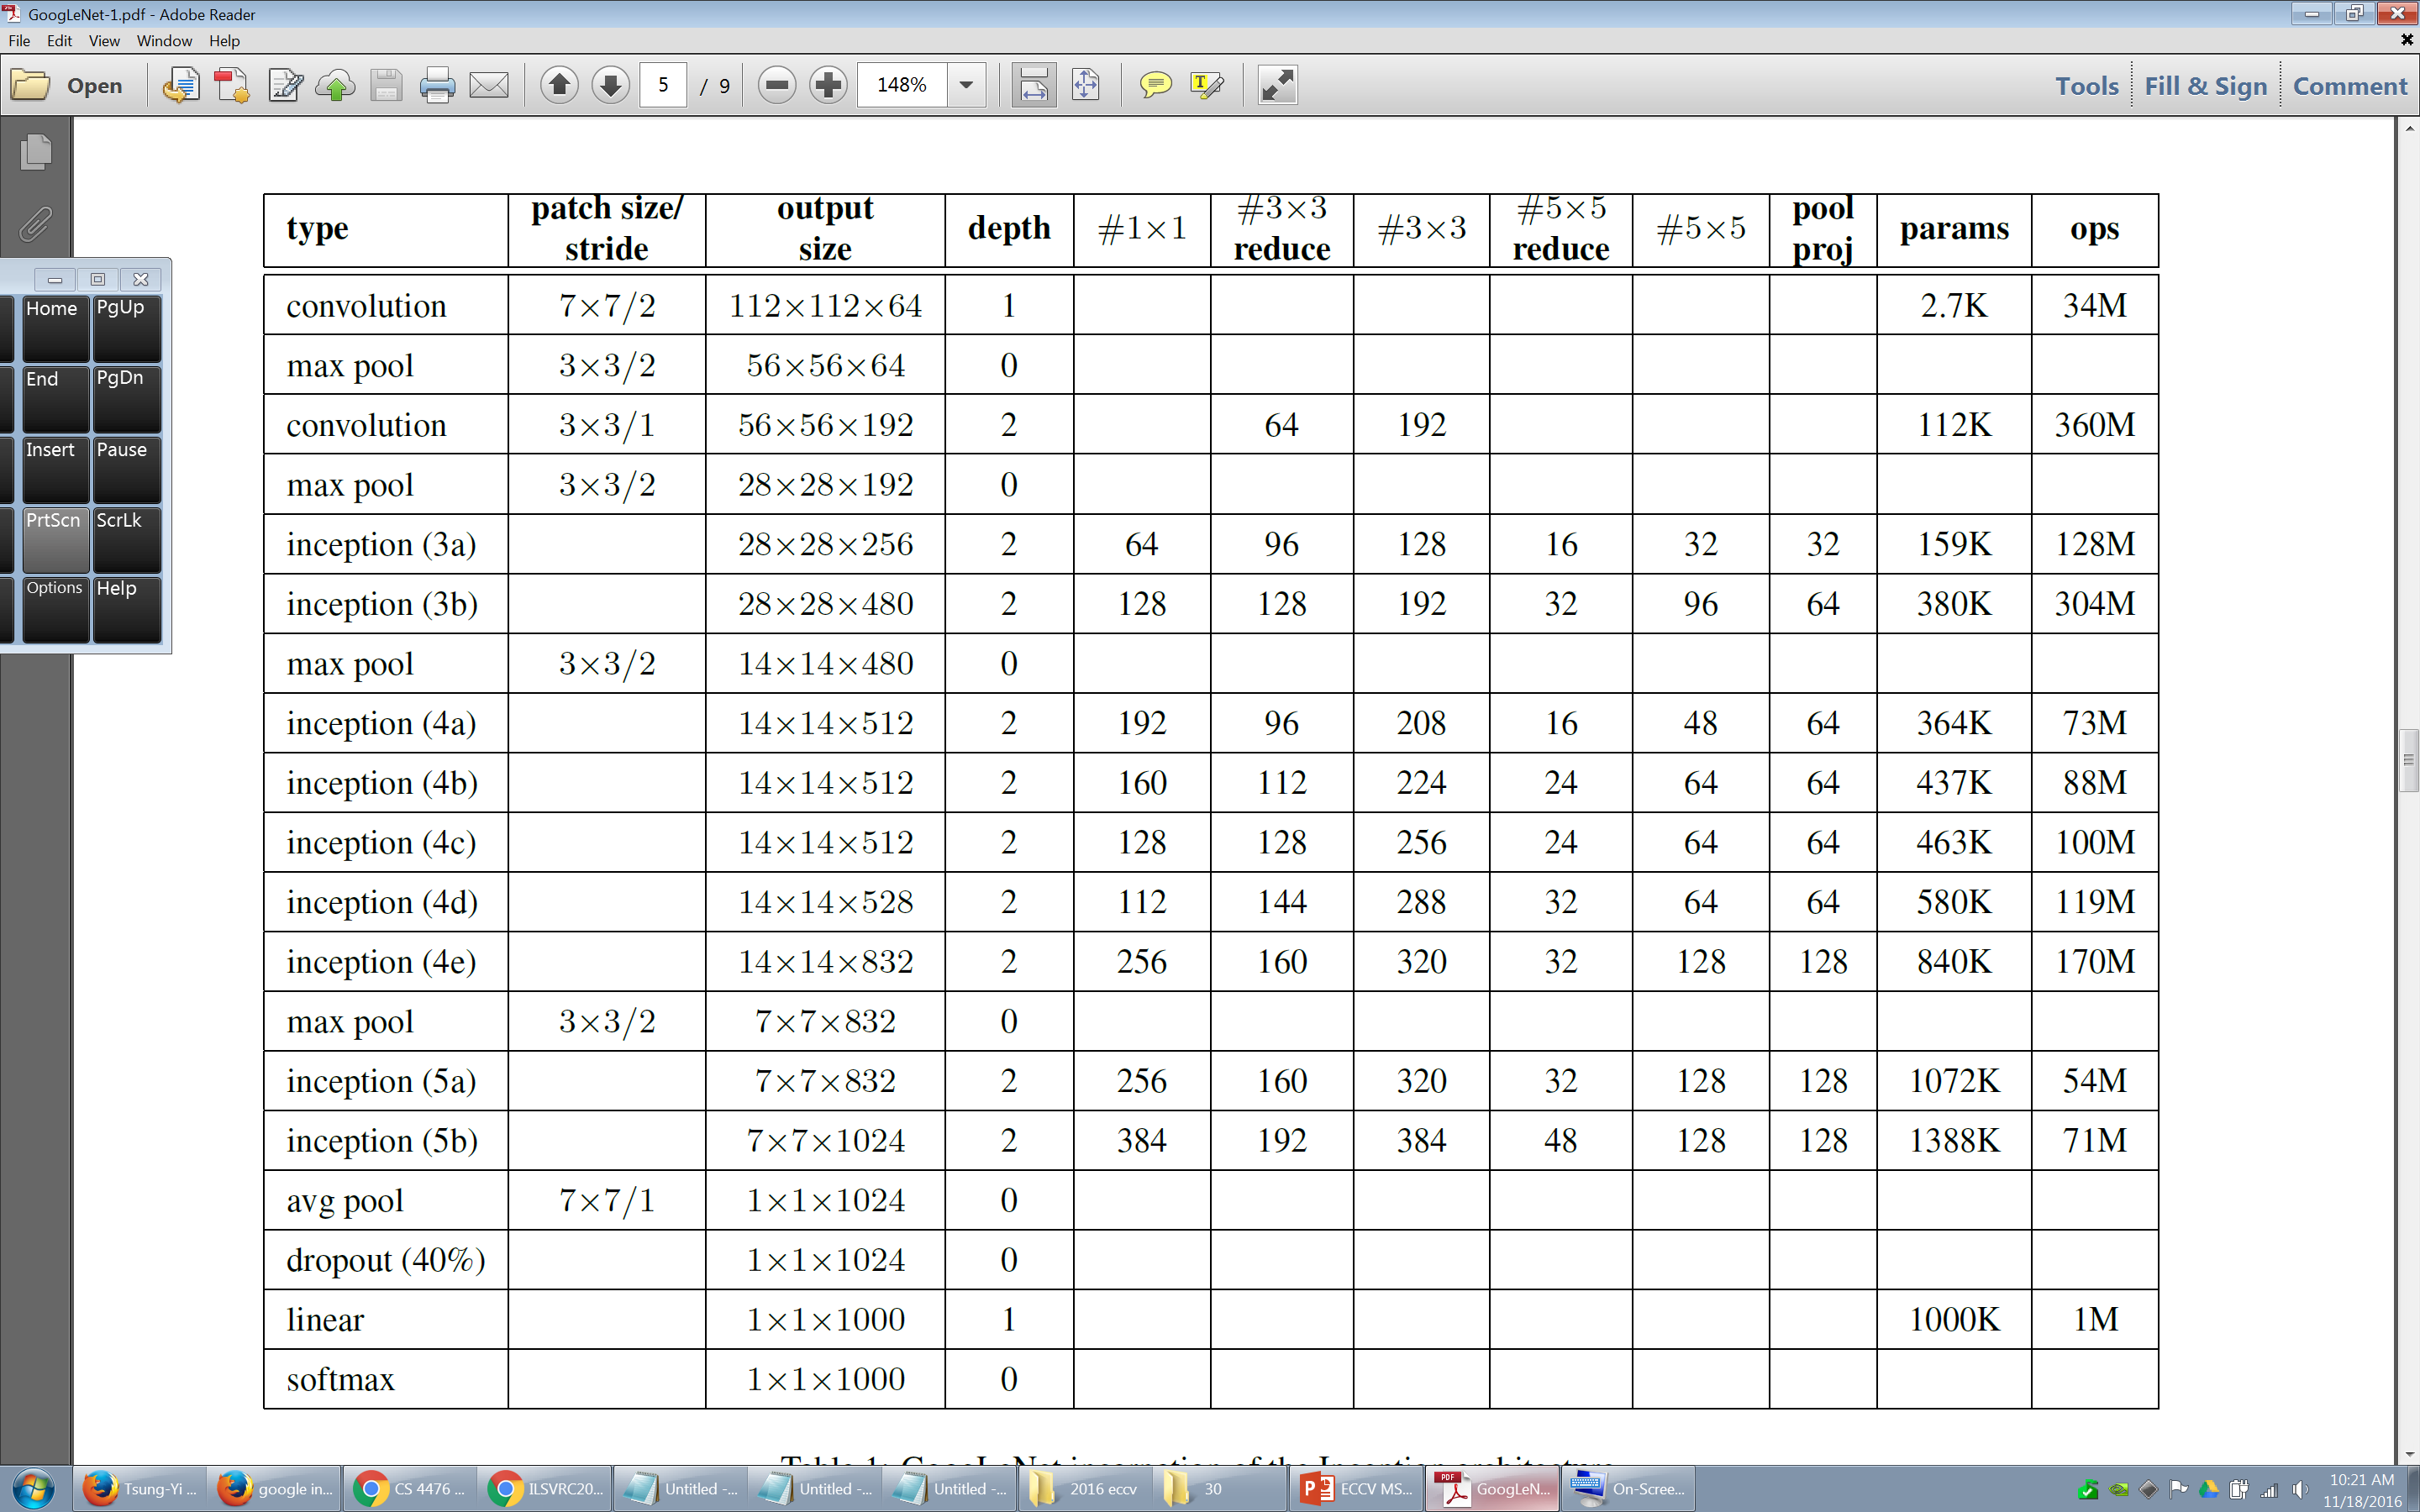 GoogLeNet-1.pdf - Adobe Reader
File Edit View Window Help
Open 5 / 9 148% Tools Fill & Sign Comment
Home PgUp
End PgDn
Insert Pause
PrtScn ScrLk
Options Help
type patch size/ stride output size depth #1×1 #3×3 reduce #3×3 #5×5 reduce #5×5 pool proj params ops
convolution 7×7/2 112×112×64 1 2.7K 34M
max pool 3×3/2 56×56×64 0
convolution 3×3/1 56×56×192 2 64 192 112K 360M
max pool 3×3/2 28×28×192 0
inception (3a) 28×28×256 2 64 96 128 16 32 32 159K 128M
inception (3b) 28×28×480 2 128 128 192 32 96 64 380K 304M
max pool 3×3/2 14×14×480 0
inception (4a) 14×14×512 2 192 96 208 16 48 64 364K 73M
inception (4b) 14×14×512 2 160 112 224 24 64 64 437K 88M
inception (4c) 14×14×512 2 128 128 256 24 64 64 463K 100M
inception (4d) 14×14×528 2 112 144 288 32 64 64 580K 119M
inception (4e) 14×14×832 2 256 160 320 32 128 128 840K 170M
max pool 3×3/2 7×7×832 0
inception (5a) 7×7×832 2 256 160 320 32 128 128 1072K 54M
inception (5b) 7×7×1024 2 384 192 384 48 128 128 1388K 71M
avg pool 7×7/1 1×1×1024 0
dropout (40%) 1×1×1024 0
linear 1×1×1000 1 1000K 1M
softmax 1×1×1000 0
Table 1: GoogLeNet incarnation of the Inception architecture
Tsung-Yi ... google in... CS 4476 ... ILSVRC20... Untitled -... Untitled -... Untitled -... 2016 eccv 30 ECCV MS... GoogLeN... On-Scree... 10:21 AM
11/18/2016